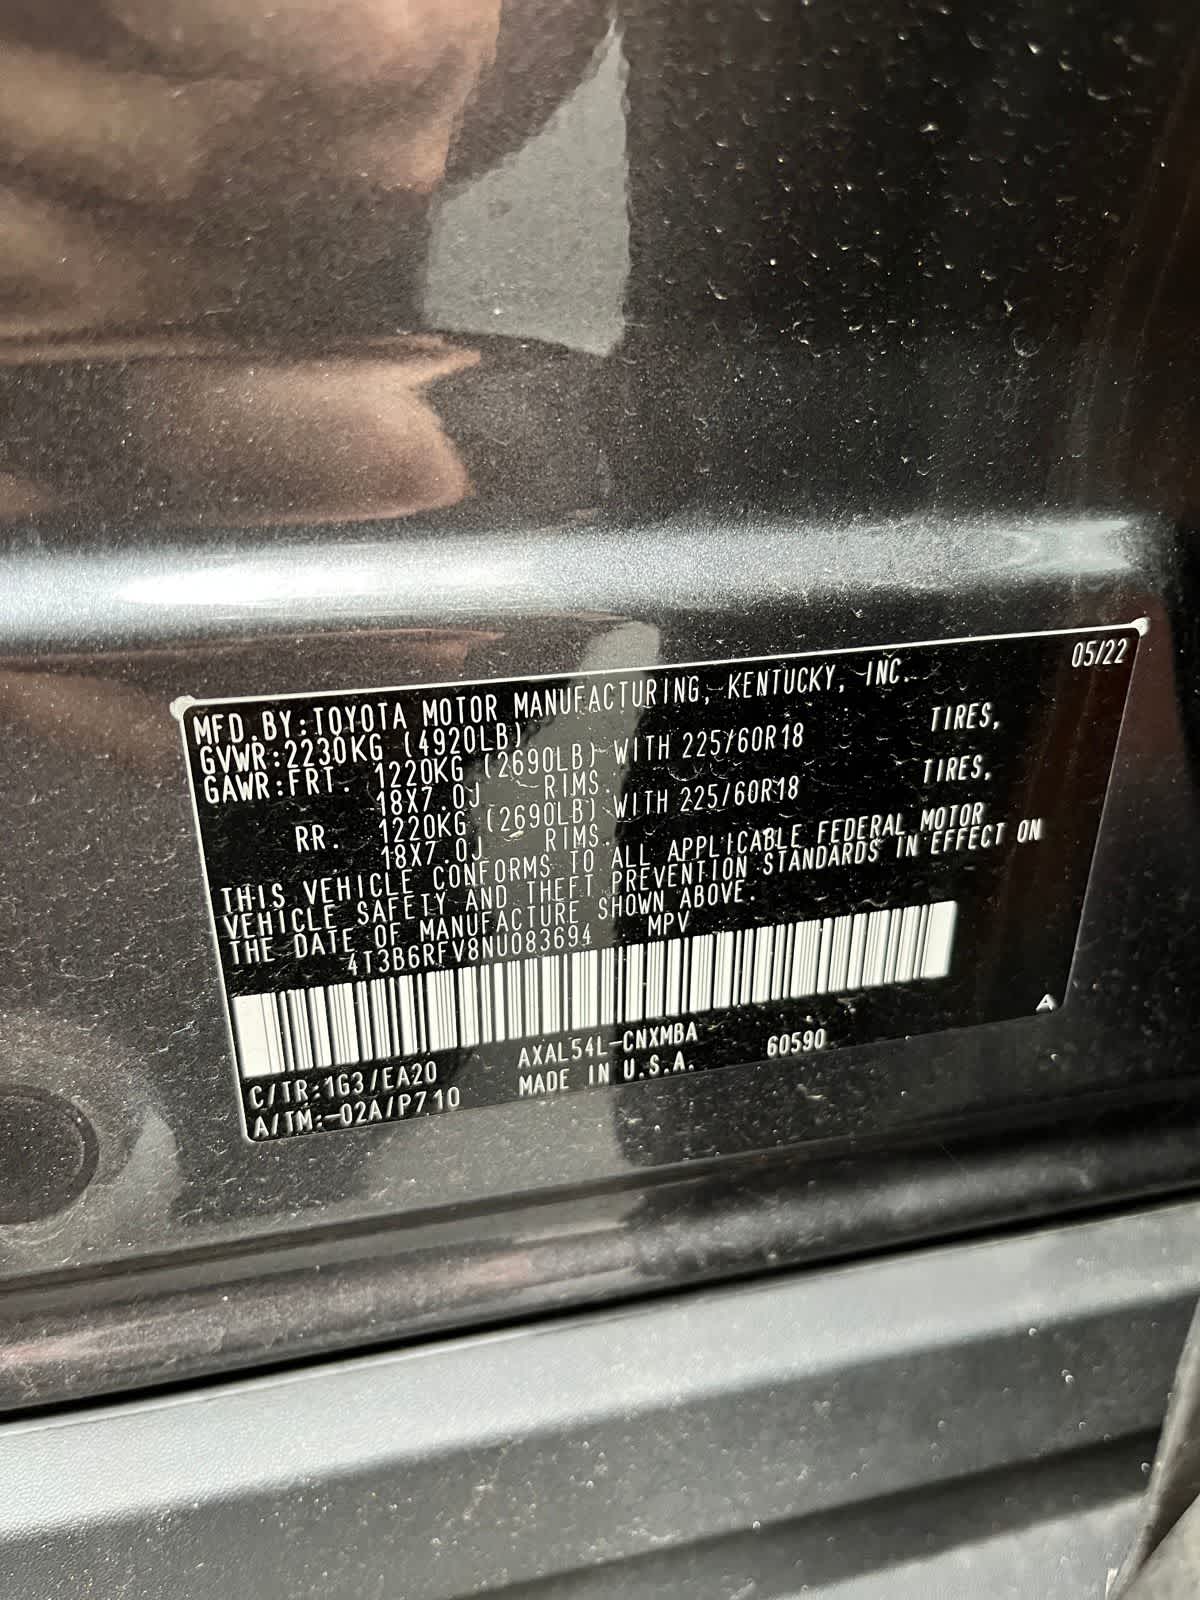 05/22
MFD.BY:TOYOTA MOTOR MANUFACTURING, KENTUCKY, INC.
GVWR:2230KG (4920LB)
GAWR:FRT. 1220KG (2690LB) WITH 225/60R18 TIRES,
18X7.0J RIMS.
RR. 1220KG (2690LB) WITH 225/60R18 TIRES,
18X7.0J RIMS.
THIS VEHICLE CONFORMS TO ALL APPLICABLE FEDERAL MOTOR
VEHICLE SAFETY AND THEFT PREVENTION STANDARDS IN EFFECT ON
THE DATE OF MANUFACTURE SHOWN ABOVE.
4T3B6RFV8NU083694 MPV
A
C/TR:1G3/EA20 AXAL54L-CNXMBA 60590
A/TM:-02A/P710 MADE IN U.S.A.